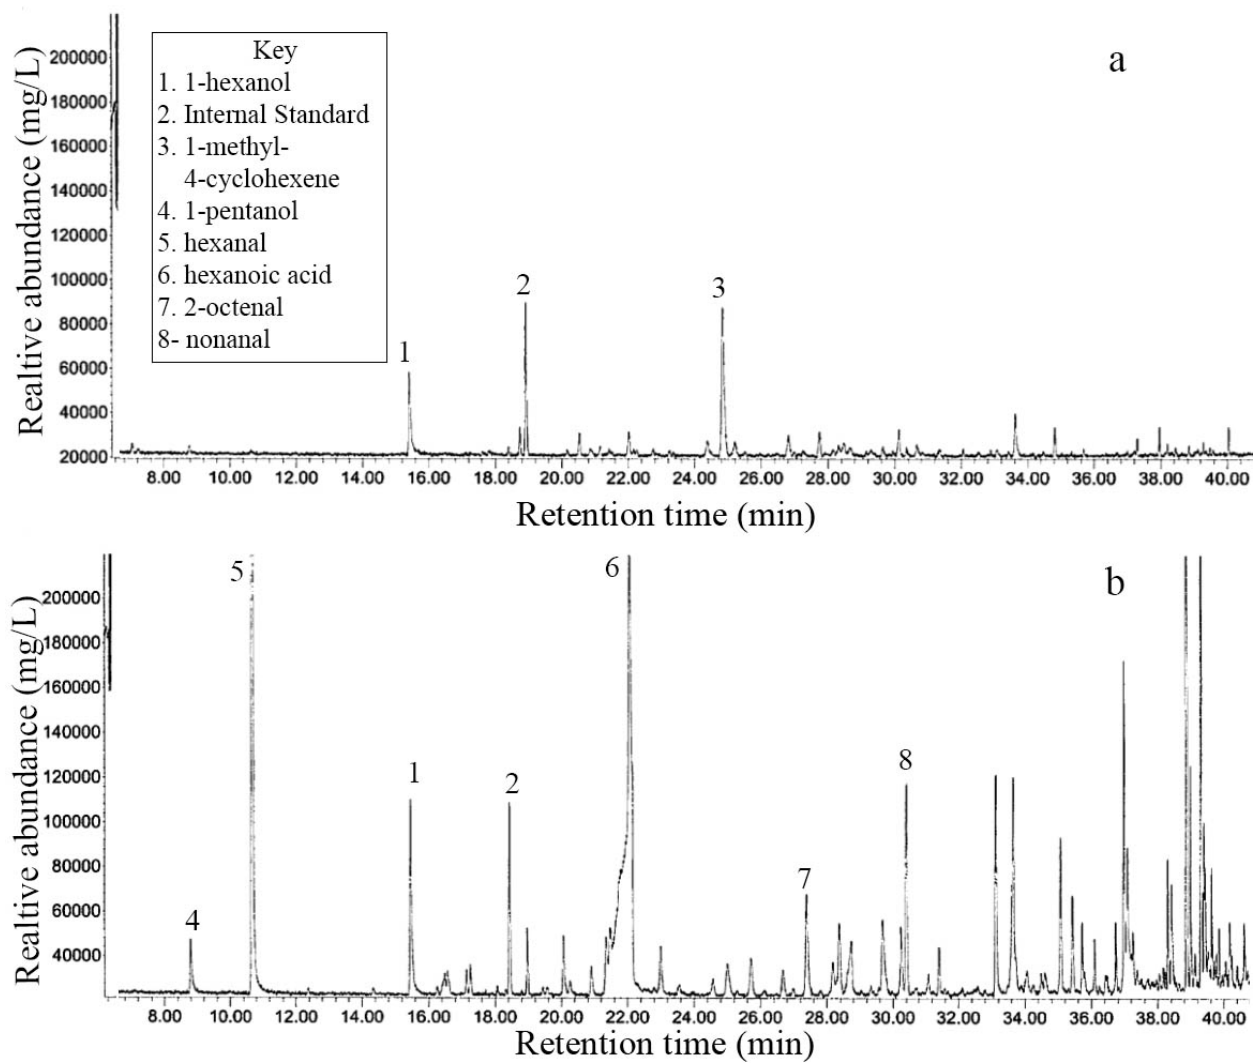 a
Realtive abundance (mg/L)
200000
180000
160000
140000
120000
100000
80000
60000
40000
20000
Key
1. 1-hexanol
2. Internal Standard
3. 1-methyl-
4-cyclohexene
4. 1-pentanol
5. hexanal
6. hexanoic acid
7. 2-octenal
8- nonanal
1
2
3
8.00 10.00 12.00 14.00 16.00 18.00 20.00 22.00 24.00 26.00 28.00 30.00 32.00 34.00 36.00 38.00 40.00
Retention time (min)
b
Realtive abundance (mg/L)
200000
180000
160000
140000
120000
100000
80000
60000
40000
4
5
1
2
6
7
8
8.00 10.00 12.00 14.00 16.00 18.00 20.00 22.00 24.00 26.00 28.00 30.00 32.00 34.00 36.00 38.00 40.00
Retention time (min)